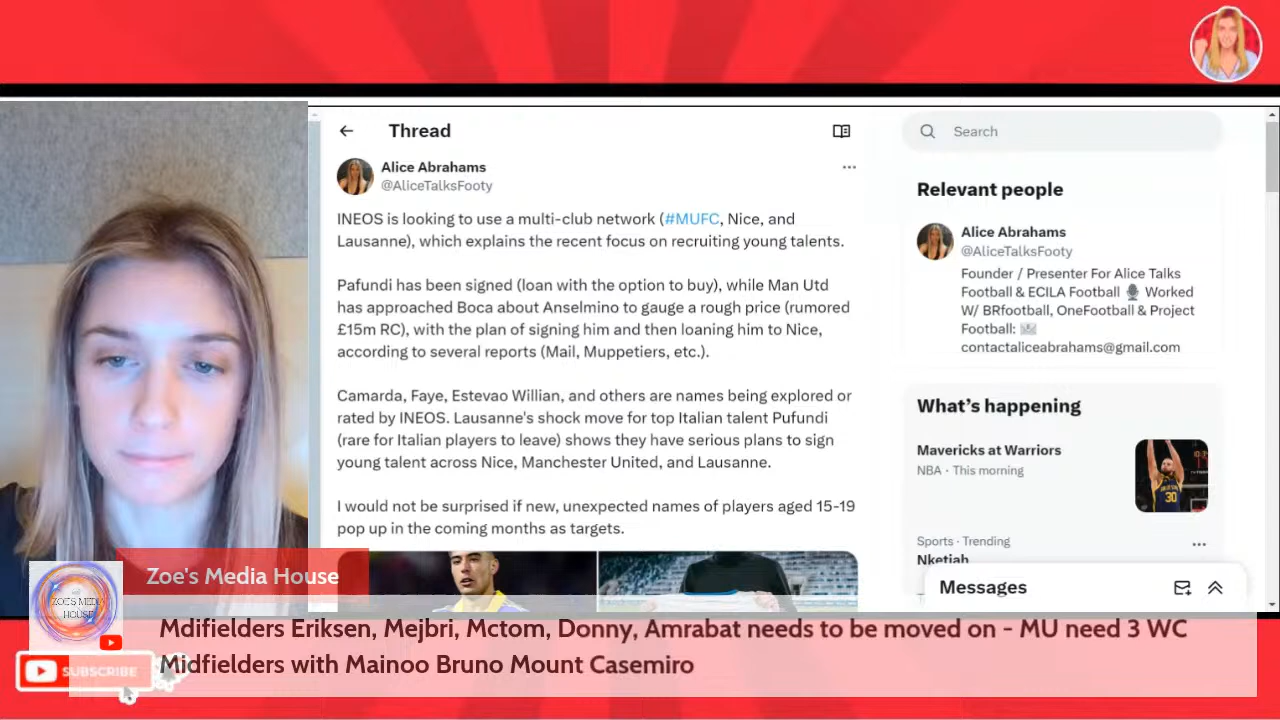 Thread
Search
Alice Abrahams
@AliceTalksFooty
INEOS is looking to use a multi-club network (#MUFC, Nice, and
Lausanne), which explains the recent focus on recruiting young talents.
Pafundi has been signed (loan with the option to buy), while Man Utd
has approached Boca about Anselmino to gauge a rough price (rumored
£15m RC), with the plan of signing him and then loaning him to Nice,
according to several reports (Mail, Muppetiers, etc.).
Camarda, Faye, Estevao Willian, and others are names being explored or
rated by INEOS. Lausanne's shock move for top Italian talent Pufundi
(rare for Italian players to leave) shows they have serious plans to sign
young talent across Nice, Manchester United, and Lausanne.
I would not be surprised if new, unexpected names of players aged 15-19
pop up in the coming months as targets.
Relevant people
Alice Abrahams
@AliceTalksFooty
Founder / Presenter For Alice Talks
Football & ECILA Football 🎙️ Worked
W/ BRfootball, OneFootball & Project
Football: 📩
contactaliceabrahams@gmail.com
What's happening
Mavericks at Warriors
NBA · This morning
30
Sports · Trending
Nketiah
Messages
Zoe's Media House
ZOE'S MEDIA
HOUSE
Mdifielders Eriksen, Mejbri, Mctom, Donny, Amrabat needs to be moved on - MU need 3 WC
Midfielders with Mainoo Bruno Mount Casemiro
SUBSCRIBE